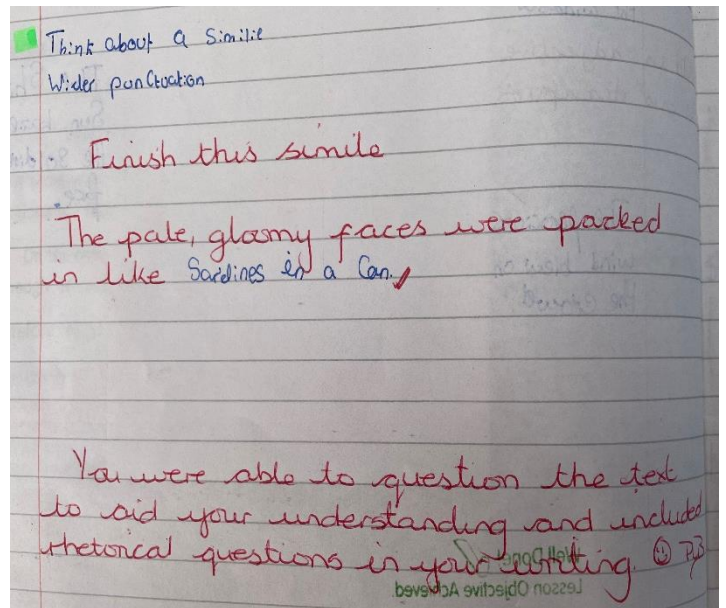 Think about a Similie
Wider punctuation
Finish this simile
The pale, gloomy faces were packed
in like Sardines in a Can.
You were able to question the text
to aid your understanding and included
rhetorical questions in your writing. ☺ PB
Well Done
Lesson Objective Achieved.